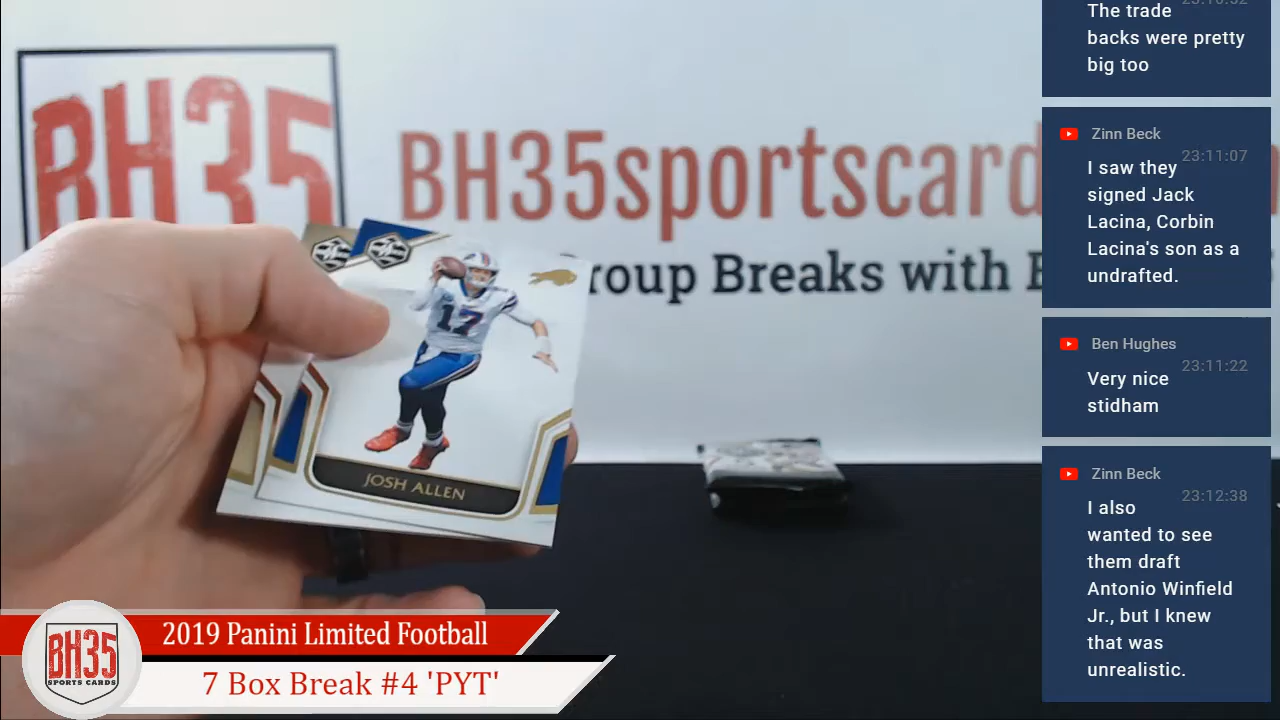 BH35
BH35sportscard
roup Breaks with
17
JOSH ALLEN
2019 Panini Limited Football
7 Box Break #4 'PYT'
BH35
SPORTS CARDS
The trade
backs were pretty
big too
Zinn Beck
23:11:07
I saw they
signed Jack
Lacina, Corbin
Lacina's son as a
undrafted.
Ben Hughes
23:11:22
Very nice
stidham
Zinn Beck
23:12:38
I also
wanted to see
them draft
Antonio Winfield
Jr., but I knew
that was
unrealistic.